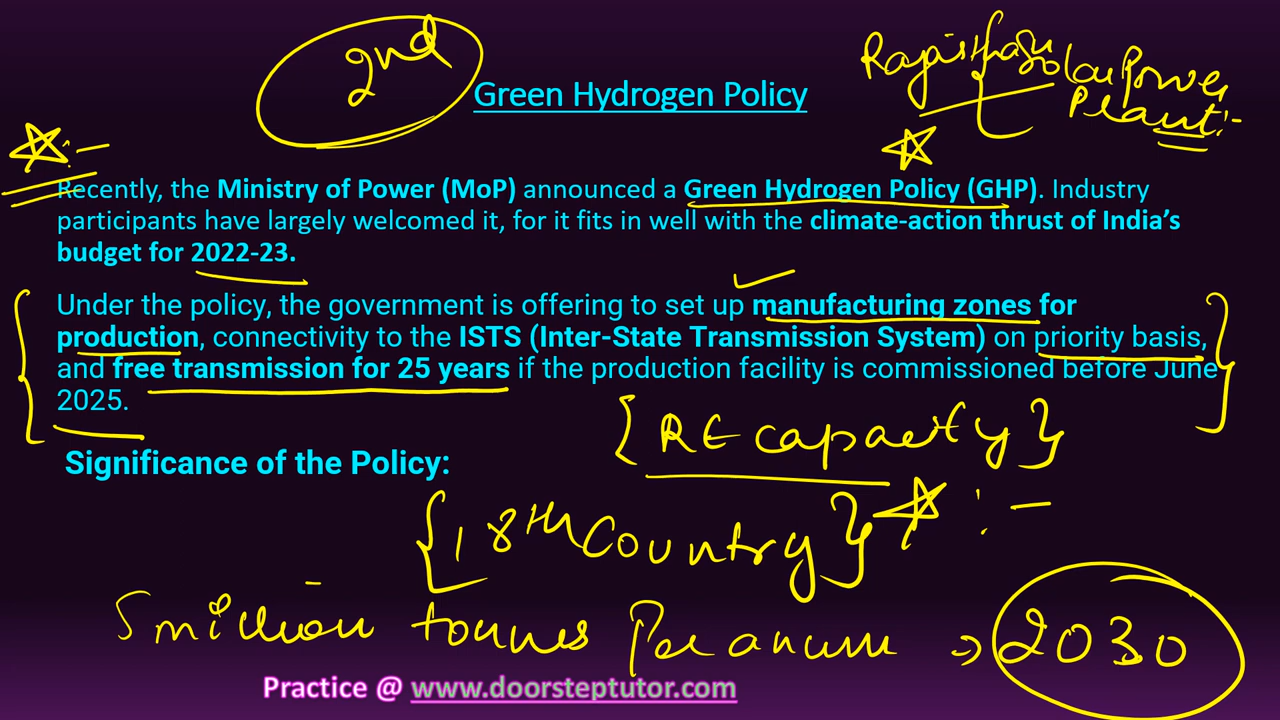 2nd
Rajasthan Solar Power
Plant:-
Green Hydrogen Policy
:-
Recently, the Ministry of Power (MoP) announced a Green Hydrogen Policy (GHP). Industry
participants have largely welcomed it, for it fits in well with the climate-action thrust of India’s
budget for 2022-23.
Under the policy, the government is offering to set up manufacturing zones for
production, connectivity to the ISTS (Inter-State Transmission System) on priority basis,
and free transmission for 25 years if the production facility is commissioned before June
2025.
{RE capacity}
Significance of the Policy:
{18th Country} :-
5 million tonnes Per anum → 2030
Practice @ www.doorsteptutor.com